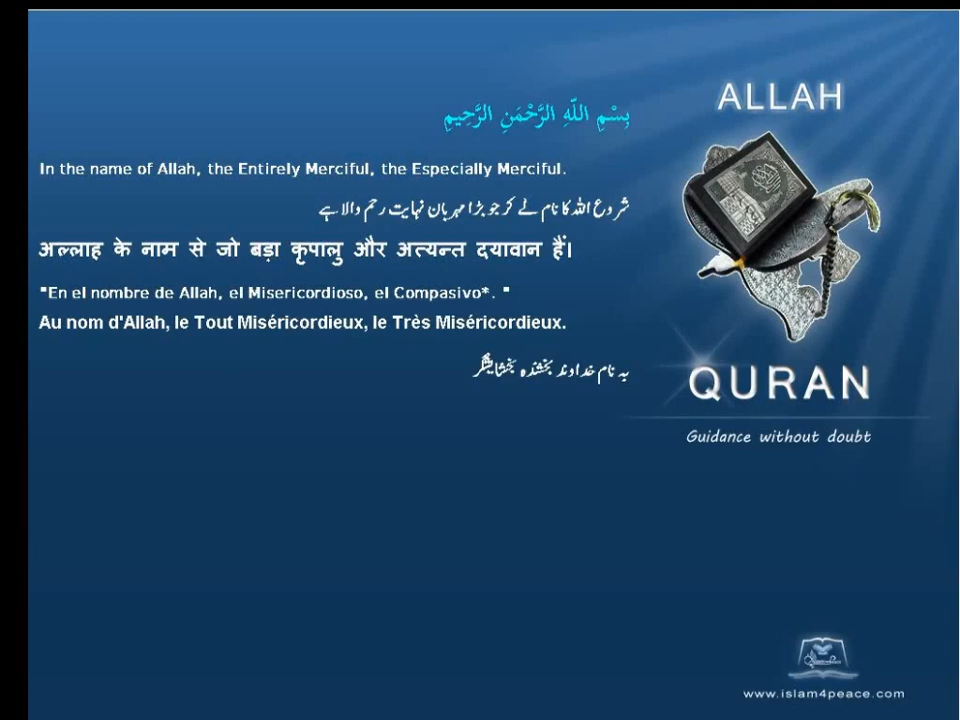 بِسْمِ اللَّهِ الرَّحْمَنِ الرَّحِيمِ
In the name of Allah, the Entirely Merciful, the Especially Merciful.
شروع اللہ کا نام لے کر جو بڑا مہربان نہایت رحم والا ہے
अल्लाह के नाम से जो बड़ा कृपालु और अत्यन्त दयावान हैं।
"En el nombre de Allah, el Misericordioso, el Compasivo*. "
Au nom d'Allah, le Tout Miséricordieux, le Très Miséricordieux.
به نام خداوند بخشنده بخشایشگر
ALLAH
QURAN
Guidance without doubt
www.islam4peace.com